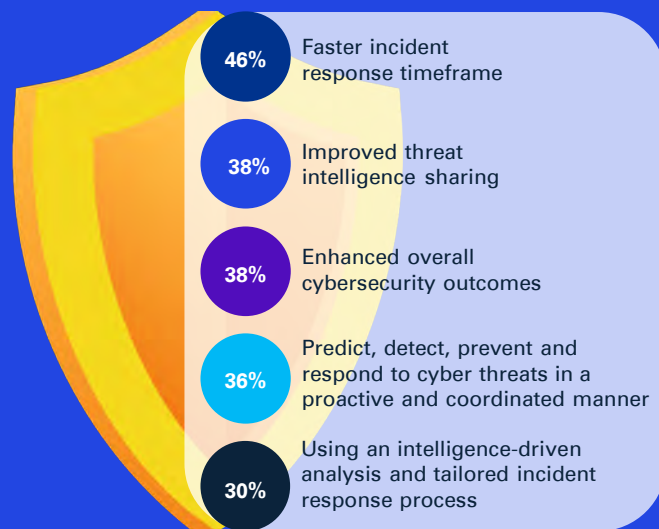 46%
Faster incident
response timeframe
38%
Improved threat
intelligence sharing
38%
Enhanced overall
cybersecurity outcomes
36%
Predict, detect, prevent and
respond to cyber threats in a
proactive and coordinated manner
30%
Using an intelligence-driven
analysis and tailored incident
response process